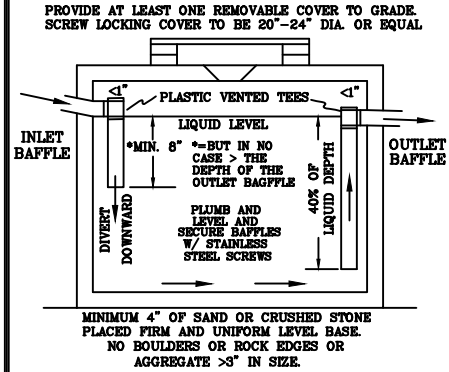 PROVIDE AT LEAST ONE REMOVABLE COVER TO GRADE.
SCREW LOCKING COVER TO BE 20"-24" DIA. OR EQUAL
<1"
<1"
PLASTIC VENTED TEES
LIQUID LEVEL
INLET
BAFFLE
OUTLET
BAFFLE
*MIN. 8"
*=BUT IN NO
CASE > THE
DEPTH OF THE
OUTLET BAGFFLE
40% OF
LIQUID DEPTH
DIVERT
DOWNWARD
PLUMB AND
LEVEL AND
SECURE BAFFLES
W/ STAINLESS
STEEL SCREWS
MINIMUM 4" OF SAND OR CRUSHED STONE
PLACED FIRM AND UNIFORM LEVEL BASE.
NO BOULDERS OR ROCK EDGES OR
AGGREGATE >3" IN SIZE.